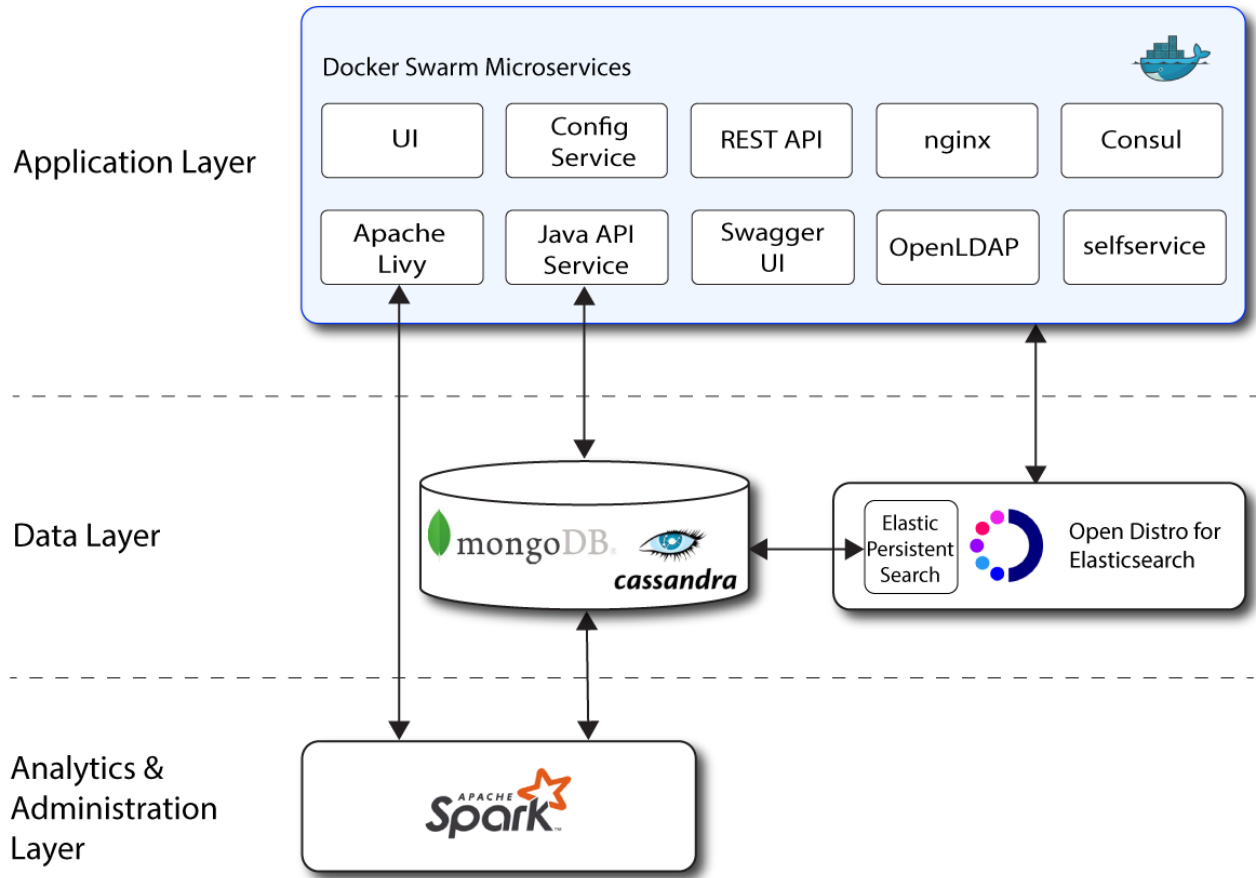 Docker Swarm Microservices
Application Layer
UI
Config
Service
REST API
nginx
Consul
Apache
Livy
Java API
Service
Swagger
UI
OpenLDAP
selfservice
Data Layer
mongoDB®
cassandra
Elastic
Persistent
Search
Open Distro for
Elasticsearch
Analytics &
Administration
Layer
APACHE
Spark™